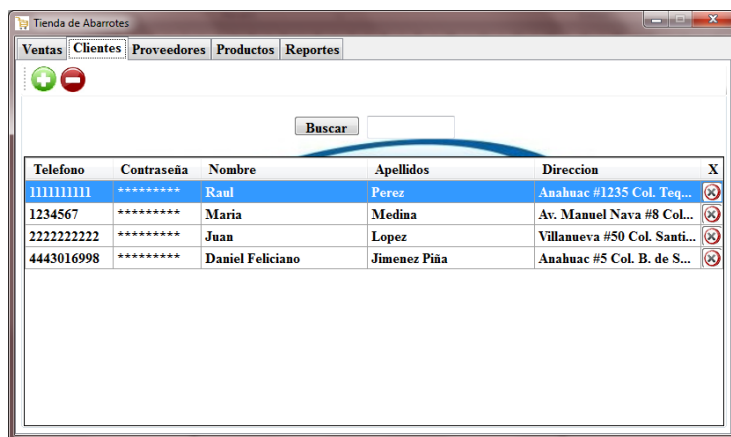 Tienda de Abarrotes
Ventas Clientes Proveedores Productos Reportes
Buscar
Telefono Contraseña Nombre Apellidos Direccion X
1111111111 ********* Raul Perez Anahuac #1235 Col. Teq...
1234567 ********* Maria Medina Av. Manuel Nava #8 Col...
2222222222 ********* Juan Lopez Villanueva #50 Col. Santi...
4443016998 ********* Daniel Feliciano Jimenez Piña Anahuac #5 Col. B. de S...